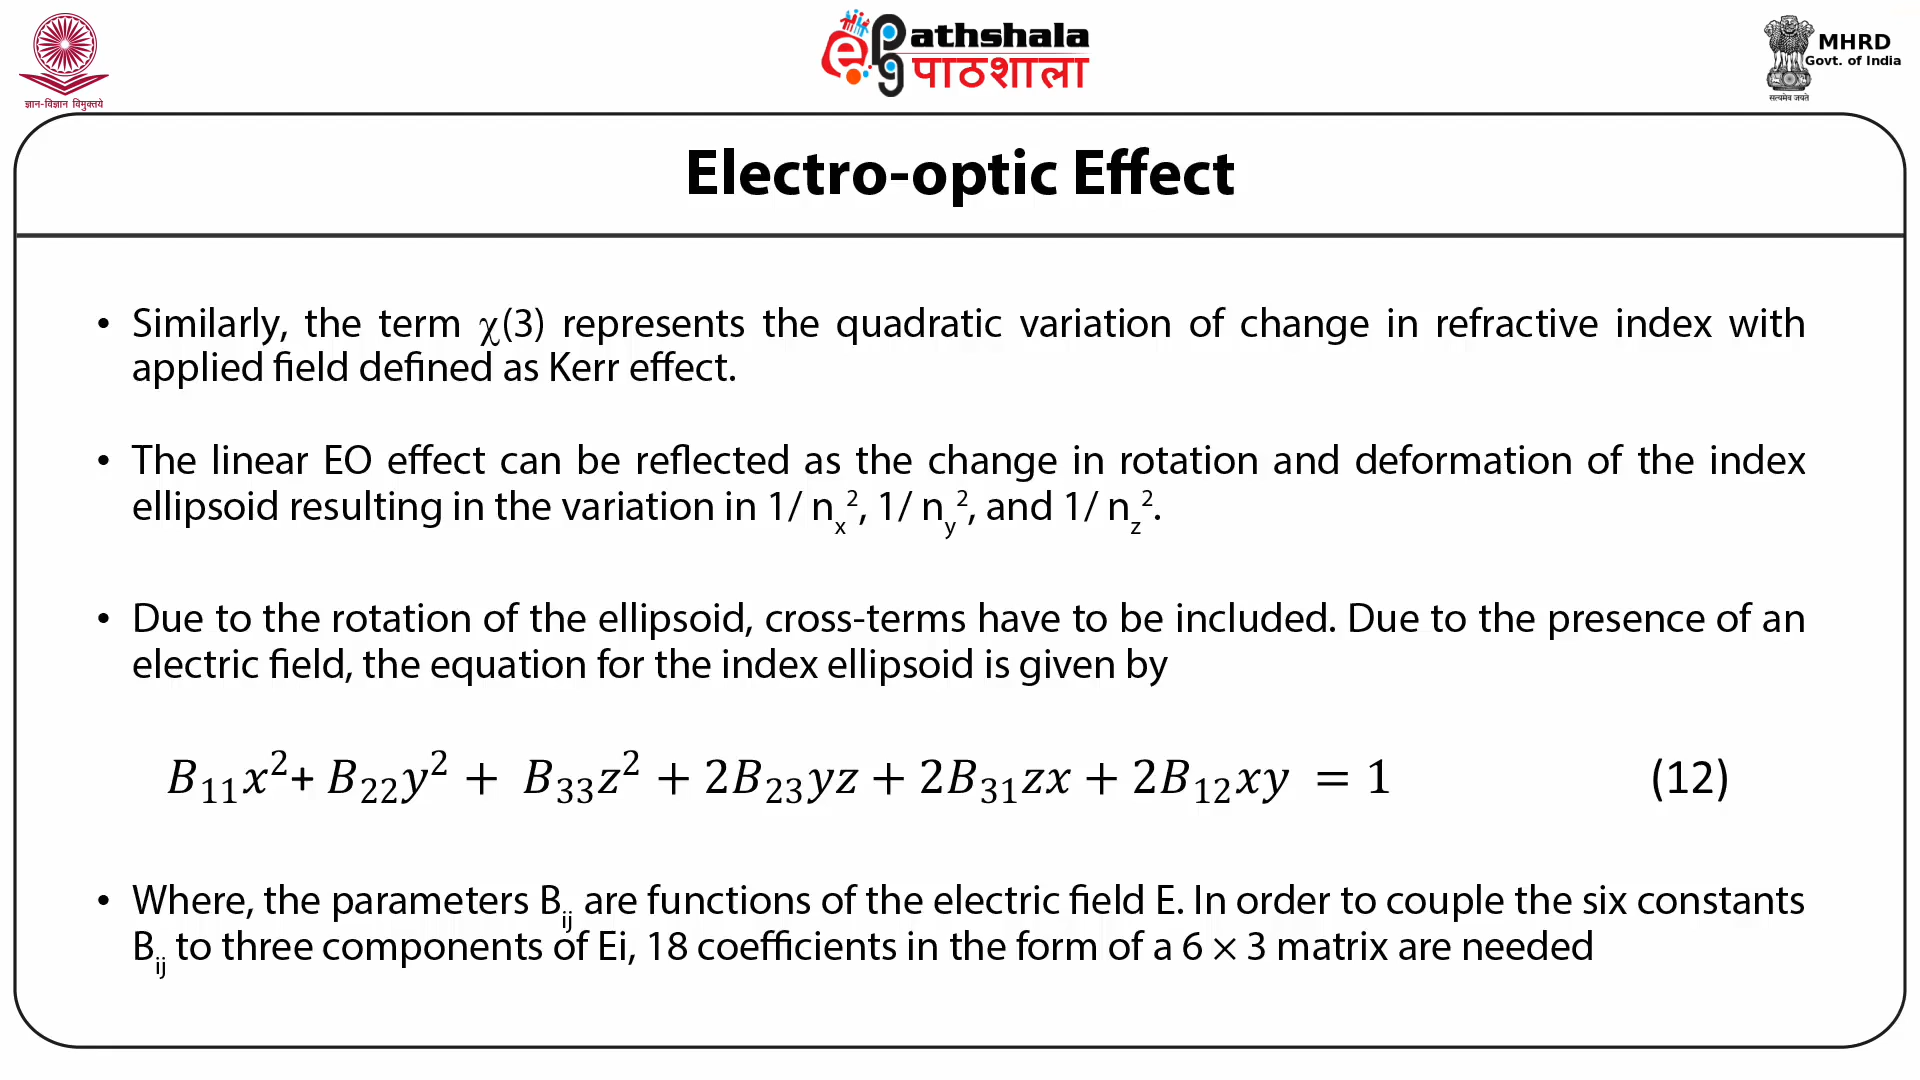 ज्ञान-विज्ञान विमुक्तये
ePathshala
पाठशाला
MHRD
Govt. of India
सत्यमेव जयते
Electro-optic Effect
• Similarly, the term χ(3) represents the quadratic variation of change in refractive index with
applied field defined as Kerr effect.
• The linear EO effect can be reflected as the change in rotation and deformation of the index
ellipsoid resulting in the variation in 1/ nₓ², 1/ n_y², and 1/ n_z².
• Due to the rotation of the ellipsoid, cross-terms have to be included. Due to the presence of an
electric field, the equation for the index ellipsoid is given by
B₁₁x²+ B₂₂y² + B₃₃z² + 2B₂₃yz + 2B₃₁zx + 2B₁₂xy = 1 (12)
• Where, the parameters B_ij are functions of the electric field E. In order to couple the six constants
B_ij to three components of Ei, 18 coefficients in the form of a 6 × 3 matrix are needed